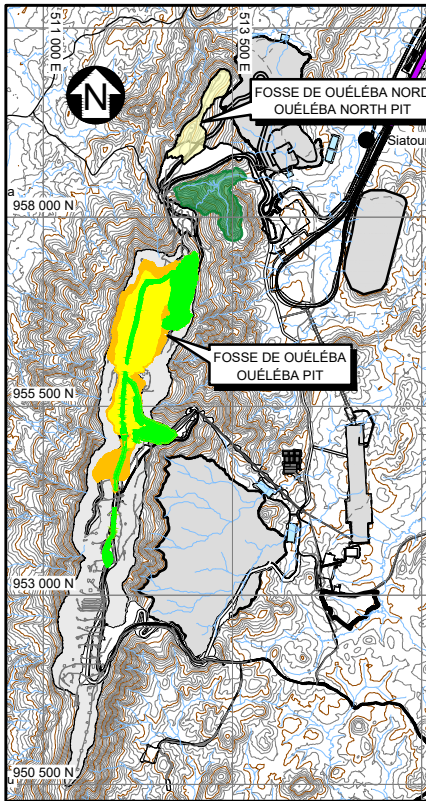 511 000 E
513 500 E
N
FOSSE DE OUÉLÉBA NORD
OUÉLÉBA NORTH PIT
Siatour
958 000 N
FOSSE DE OUÉLÉBA
OUÉLÉBA PIT
955 500 N
953 000 N
950 500 N